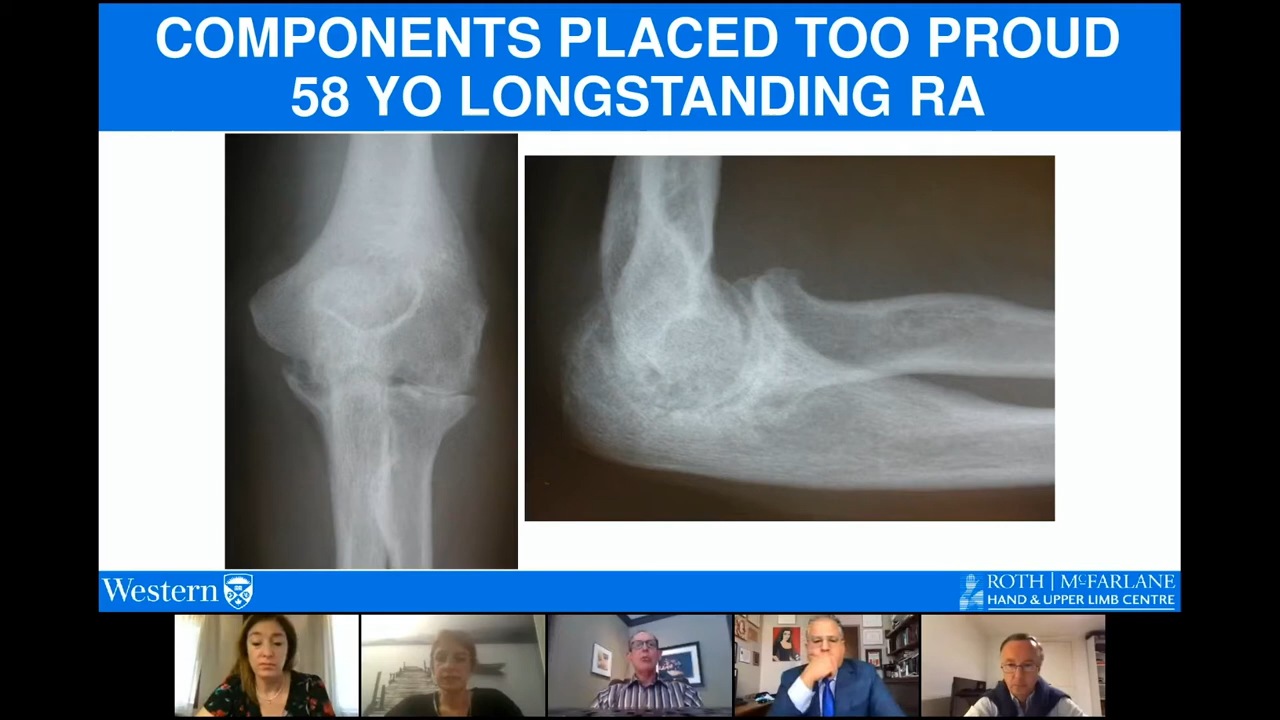 COMPONENTS PLACED TOO PROUD
58 YO LONGSTANDING RA
Western
ROTH | McFARLANE
HAND & UPPER LIMB CENTRE